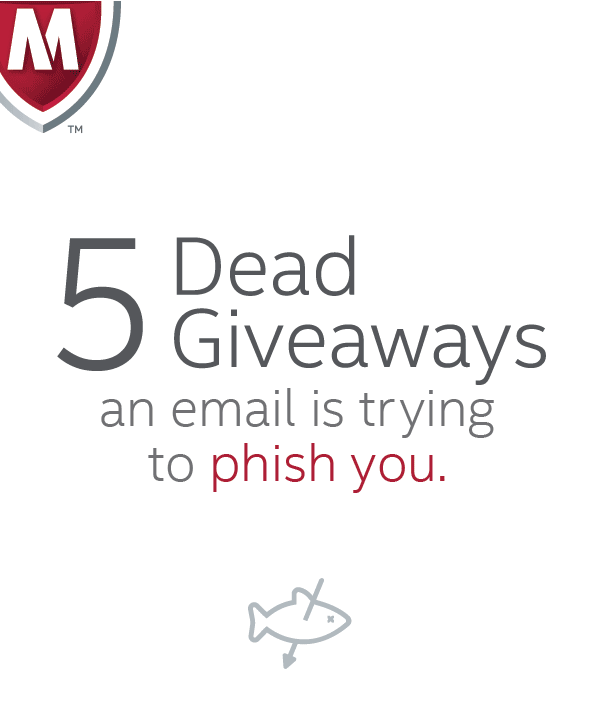 M
TM
5 Dead
Giveaways
an email is trying
to phish you.